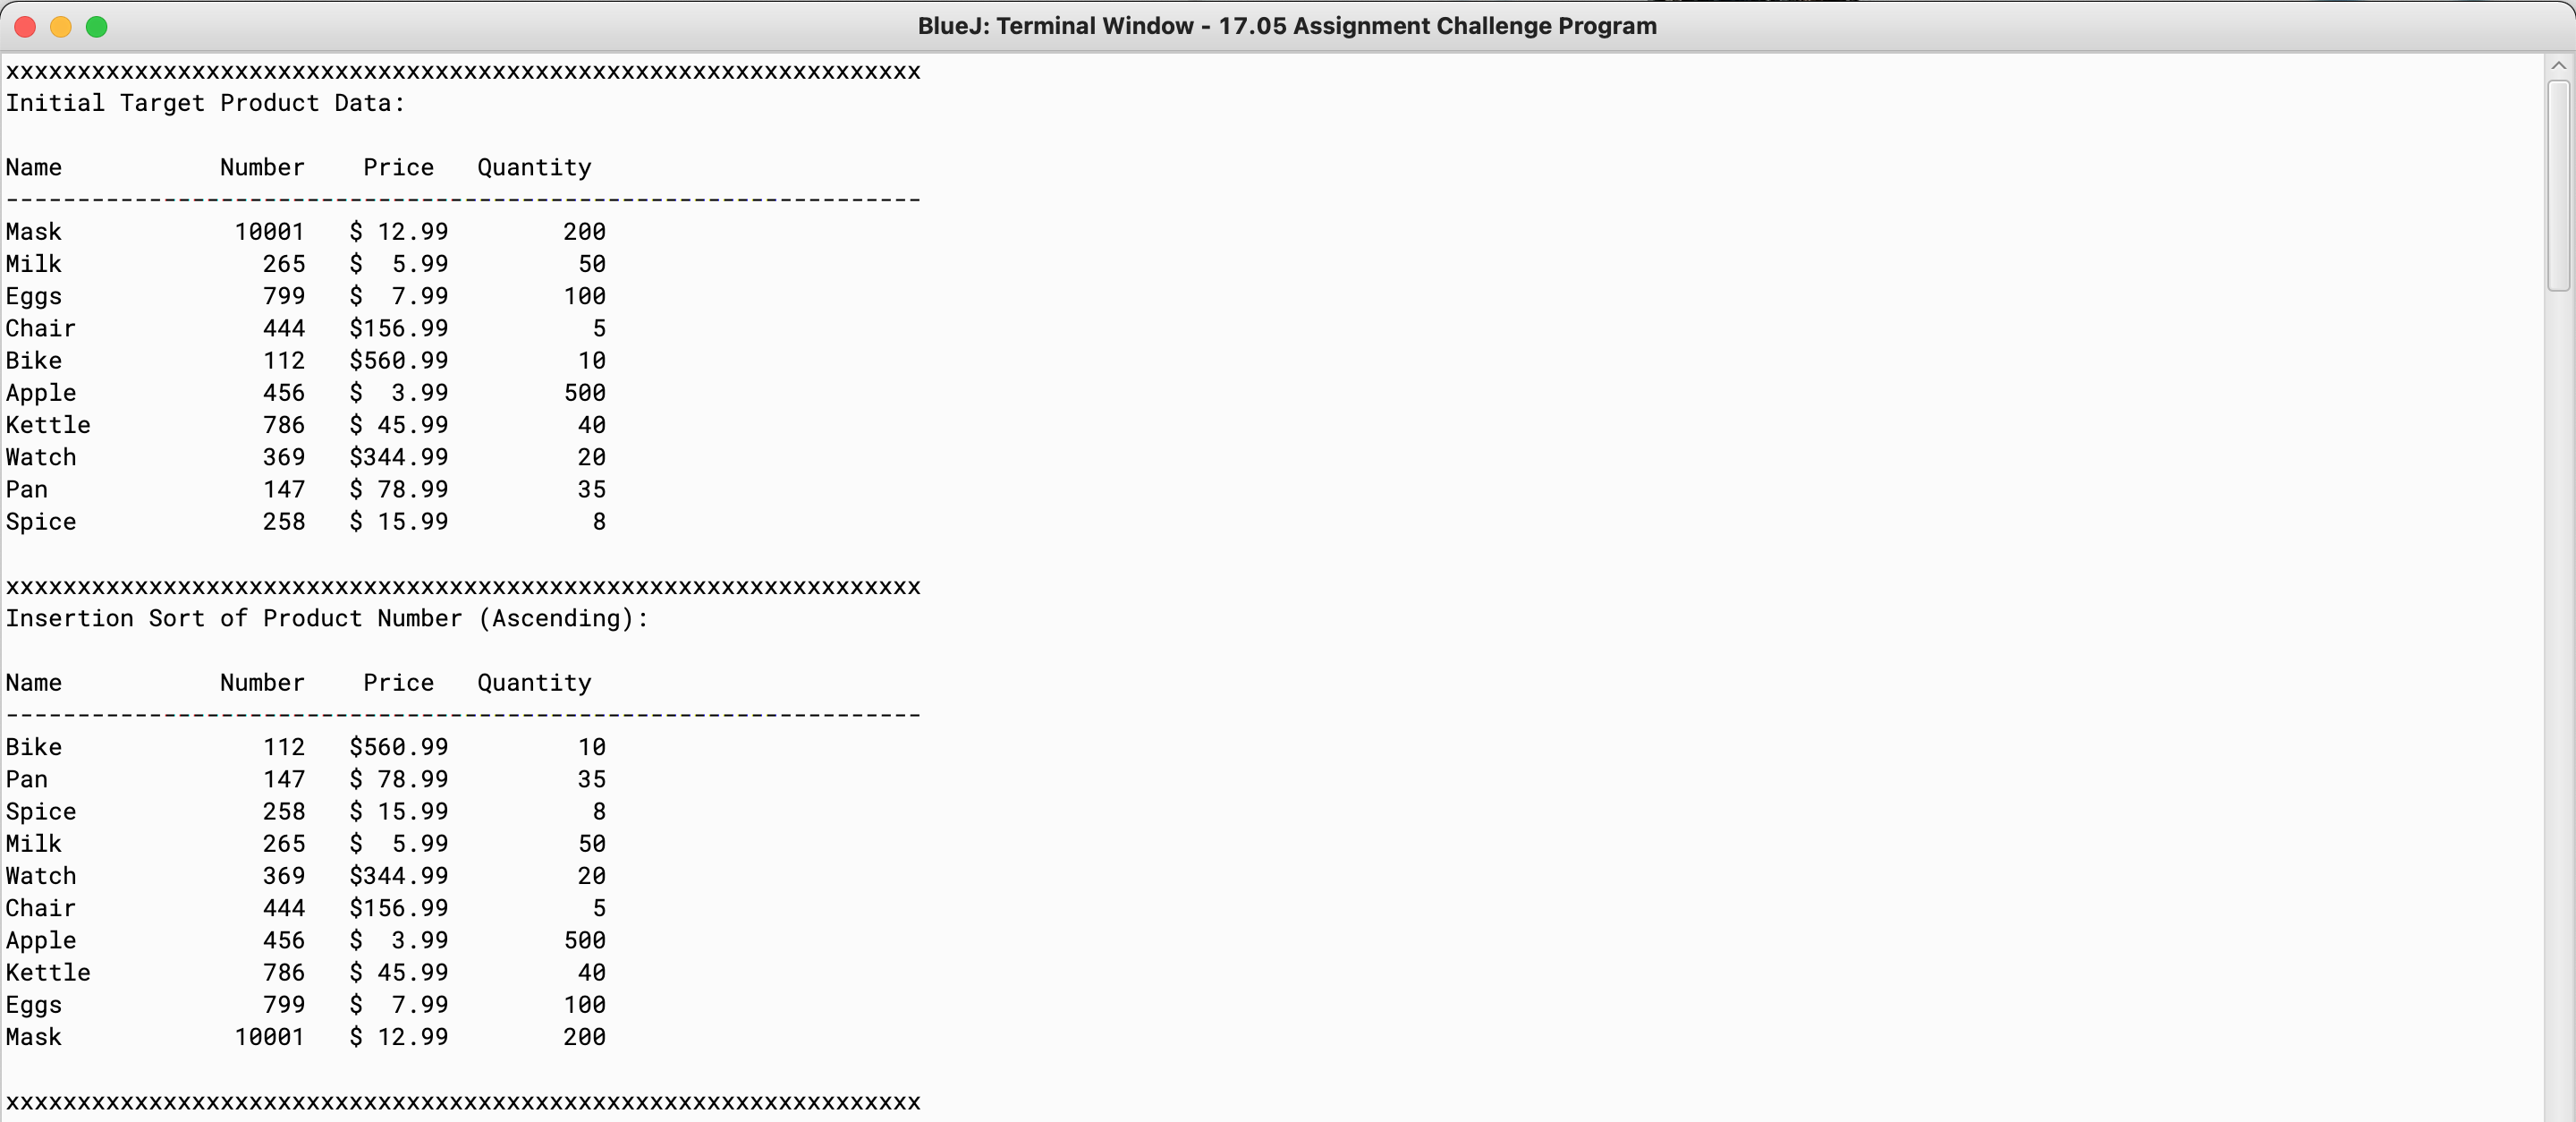 BlueJ: Terminal Window - 17.05 Assignment Challenge Program
xxxxxxxxxxxxxxxxxxxxxxxxxxxxxxxxxxxxxxxxxxxxxxxxxxxxxxxxxxxxxxxx
Initial Target Product Data:
Name           Number    Price   Quantity
----------------------------------------------------------------
Mask            10001   $ 12.99        200
Milk              265   $  5.99         50
Eggs              799   $  7.99        100
Chair             444   $156.99          5
Bike              112   $560.99         10
Apple             456   $  3.99        500
Kettle            786   $ 45.99         40
Watch             369   $344.99         20
Pan               147   $ 78.99         35
Spice             258   $ 15.99          8
xxxxxxxxxxxxxxxxxxxxxxxxxxxxxxxxxxxxxxxxxxxxxxxxxxxxxxxxxxxxxxxx
Insertion Sort of Product Number (Ascending):
Name           Number    Price   Quantity
----------------------------------------------------------------
Bike              112   $560.99         10
Pan               147   $ 78.99         35
Spice             258   $ 15.99          8
Milk              265   $  5.99         50
Watch             369   $344.99         20
Chair             444   $156.99          5
Apple             456   $  3.99        500
Kettle            786   $ 45.99         40
Eggs              799   $  7.99        100
Mask            10001   $ 12.99        200
xxxxxxxxxxxxxxxxxxxxxxxxxxxxxxxxxxxxxxxxxxxxxxxxxxxxxxxxxxxxxxxx